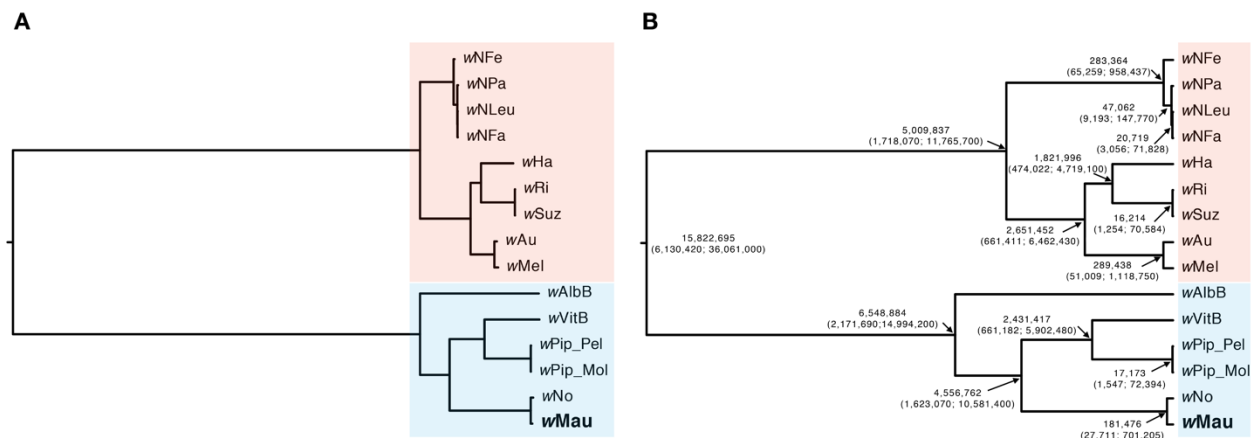 A
wNFe
wNPa
wNLeu
wNFa
wHa
wRi
wSuz
wAu
wMel
wAlbB
wVitB
wPip_Pel
wPip_Mol
wNo
wMau
B
283,364
(65,259; 958,437)
47,062
(9,193; 147,770)
20,719
(3,056; 71,828)
5,009,837
(1,718,070; 11,765,700)
1,821,996
(474,022; 4,719,100)
16,214
(1,254; 70,584)
2,651,452
(661,411; 6,462,430)
289,438
(51,009; 1,118,750)
15,822,695
(6,130,420; 36,061,000)
6,548,884
(2,171,690;14,994,200)
2,431,417
(661,182; 5,902,480)
17,173
(1,547; 72,394)
4,556,762
(1,623,070; 10,581,400)
181,476
(27,711; 701,205)
wNFe
wNPa
wNLeu
wNFa
wHa
wRi
wSuz
wAu
wMel
wAlbB
wVitB
wPip_Pel
wPip_Mol
wNo
wMau